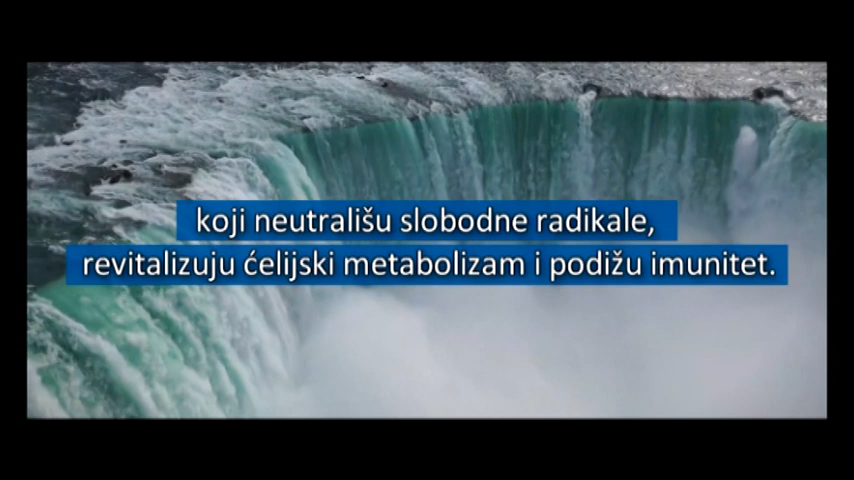 koji neutrališu slobodne radikale,
revitalizuju ćelijski metabolizam i podižu imunitet.